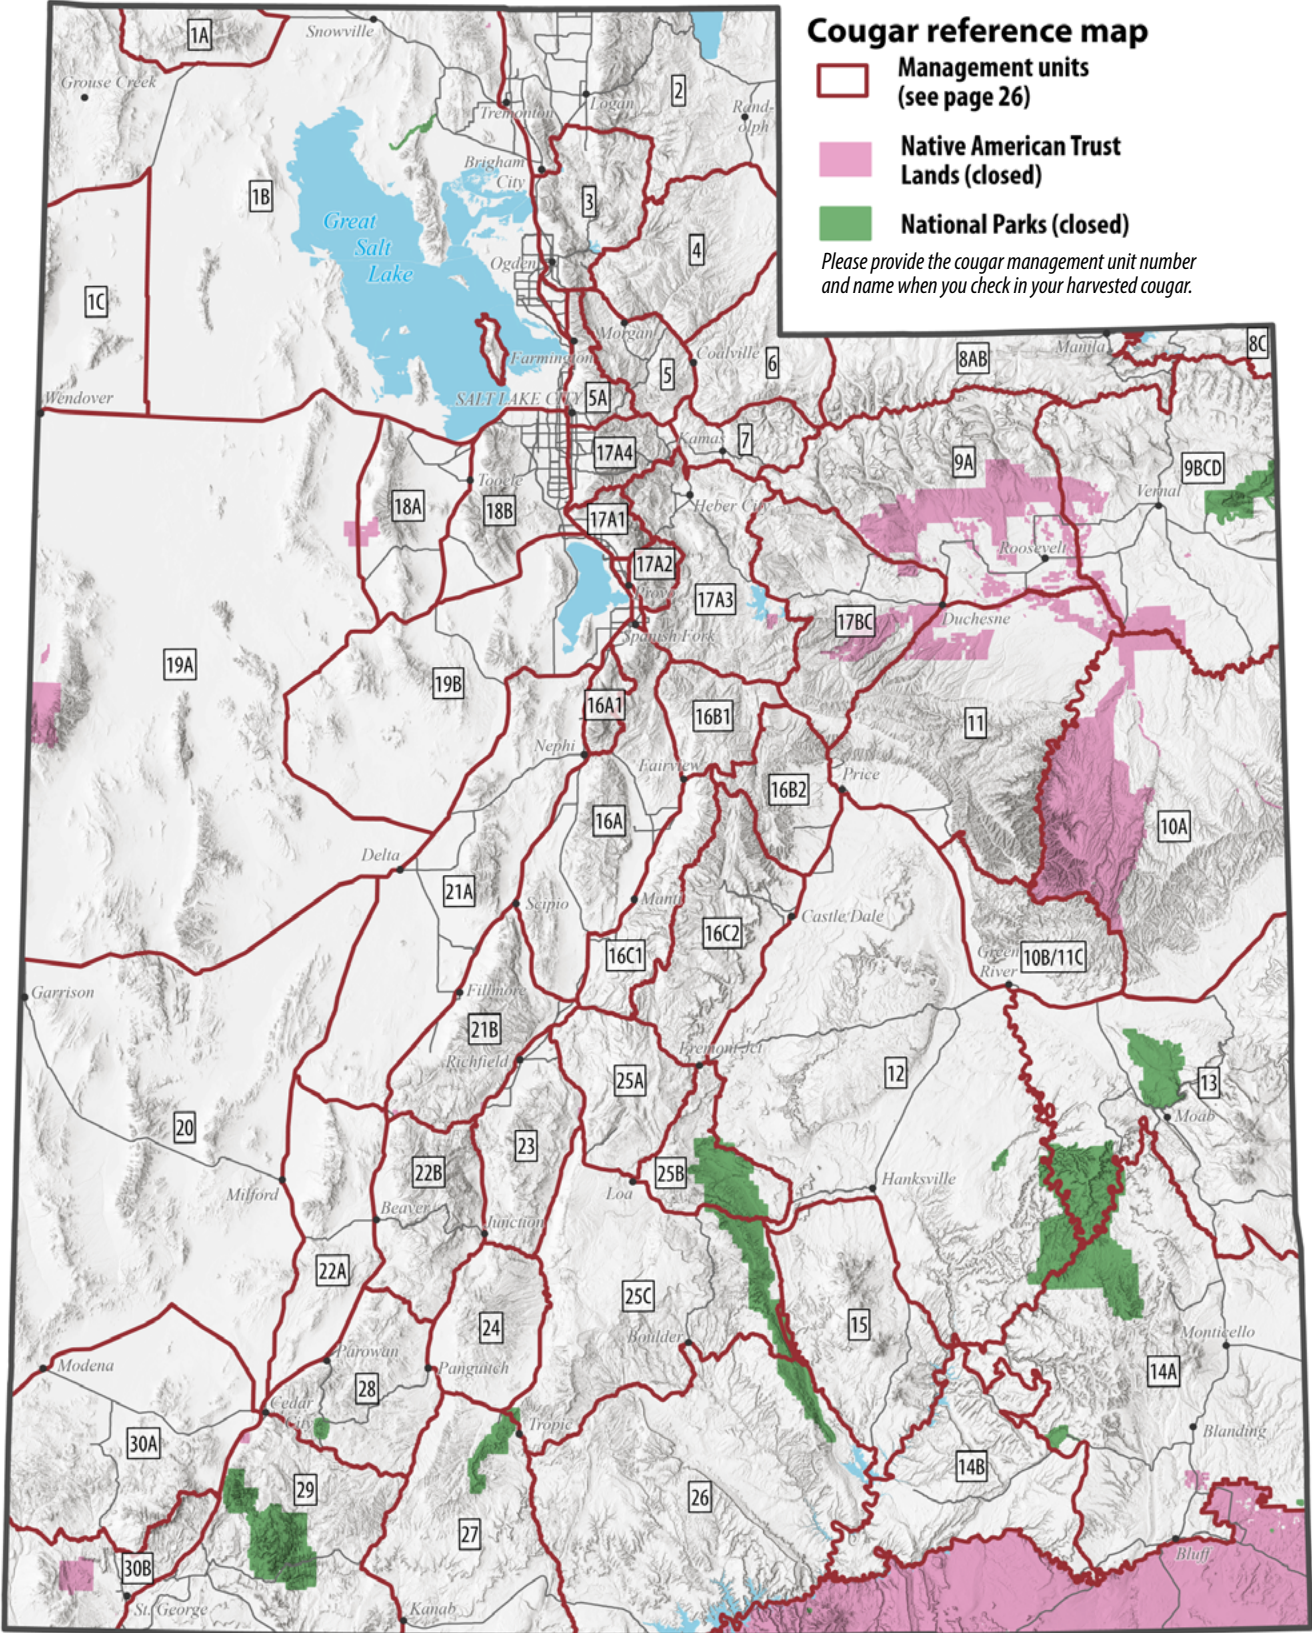 Cougar reference map
Management units
(see page 26)
Native American Trust
Lands (closed)
National Parks (closed)
Please provide the cougar management unit number
and name when you check in your harvested cougar.
1A
Snowville
Grouse Creek
2
Logan
Rand-
olph
Tremonton
Brigham
City
1B
3
Great
Salt
Lake
4
Ogden
1C
Morgan
Farmington
Coalville
5
6
8AB
Manila
8C
Wendover
SALT LAKE CITY
5A
17A4
Kamas
7
9A
9BCD
Vernal
Tooele
18A
18B
17A1
Heber City
Roosevelt
17A2
Provo
17A3
17BC
Duchesne
Spanish Fork
19A
19B
16A1
16B1
11
Nephi
Fairview
16B2
Price
16A
10A
Delta
21A
Scipio
Manti
Castle Dale
16C2
16C1
10B/11C
Green
River
Garrison
Fillmore
21B
Richfield
Fremont Jct
25A
12
13
Moab
20
23
22B
25B
Loa
Hanksville
Milford
Beaver
Junction
22A
25C
24
15
Boulder
Monticello
Modena
Parowan
Panguitch
28
14A
Cedar
City
Tropic
30A
Blanding
14B
29
26
27
Bluff
30B
St. George
Kanab